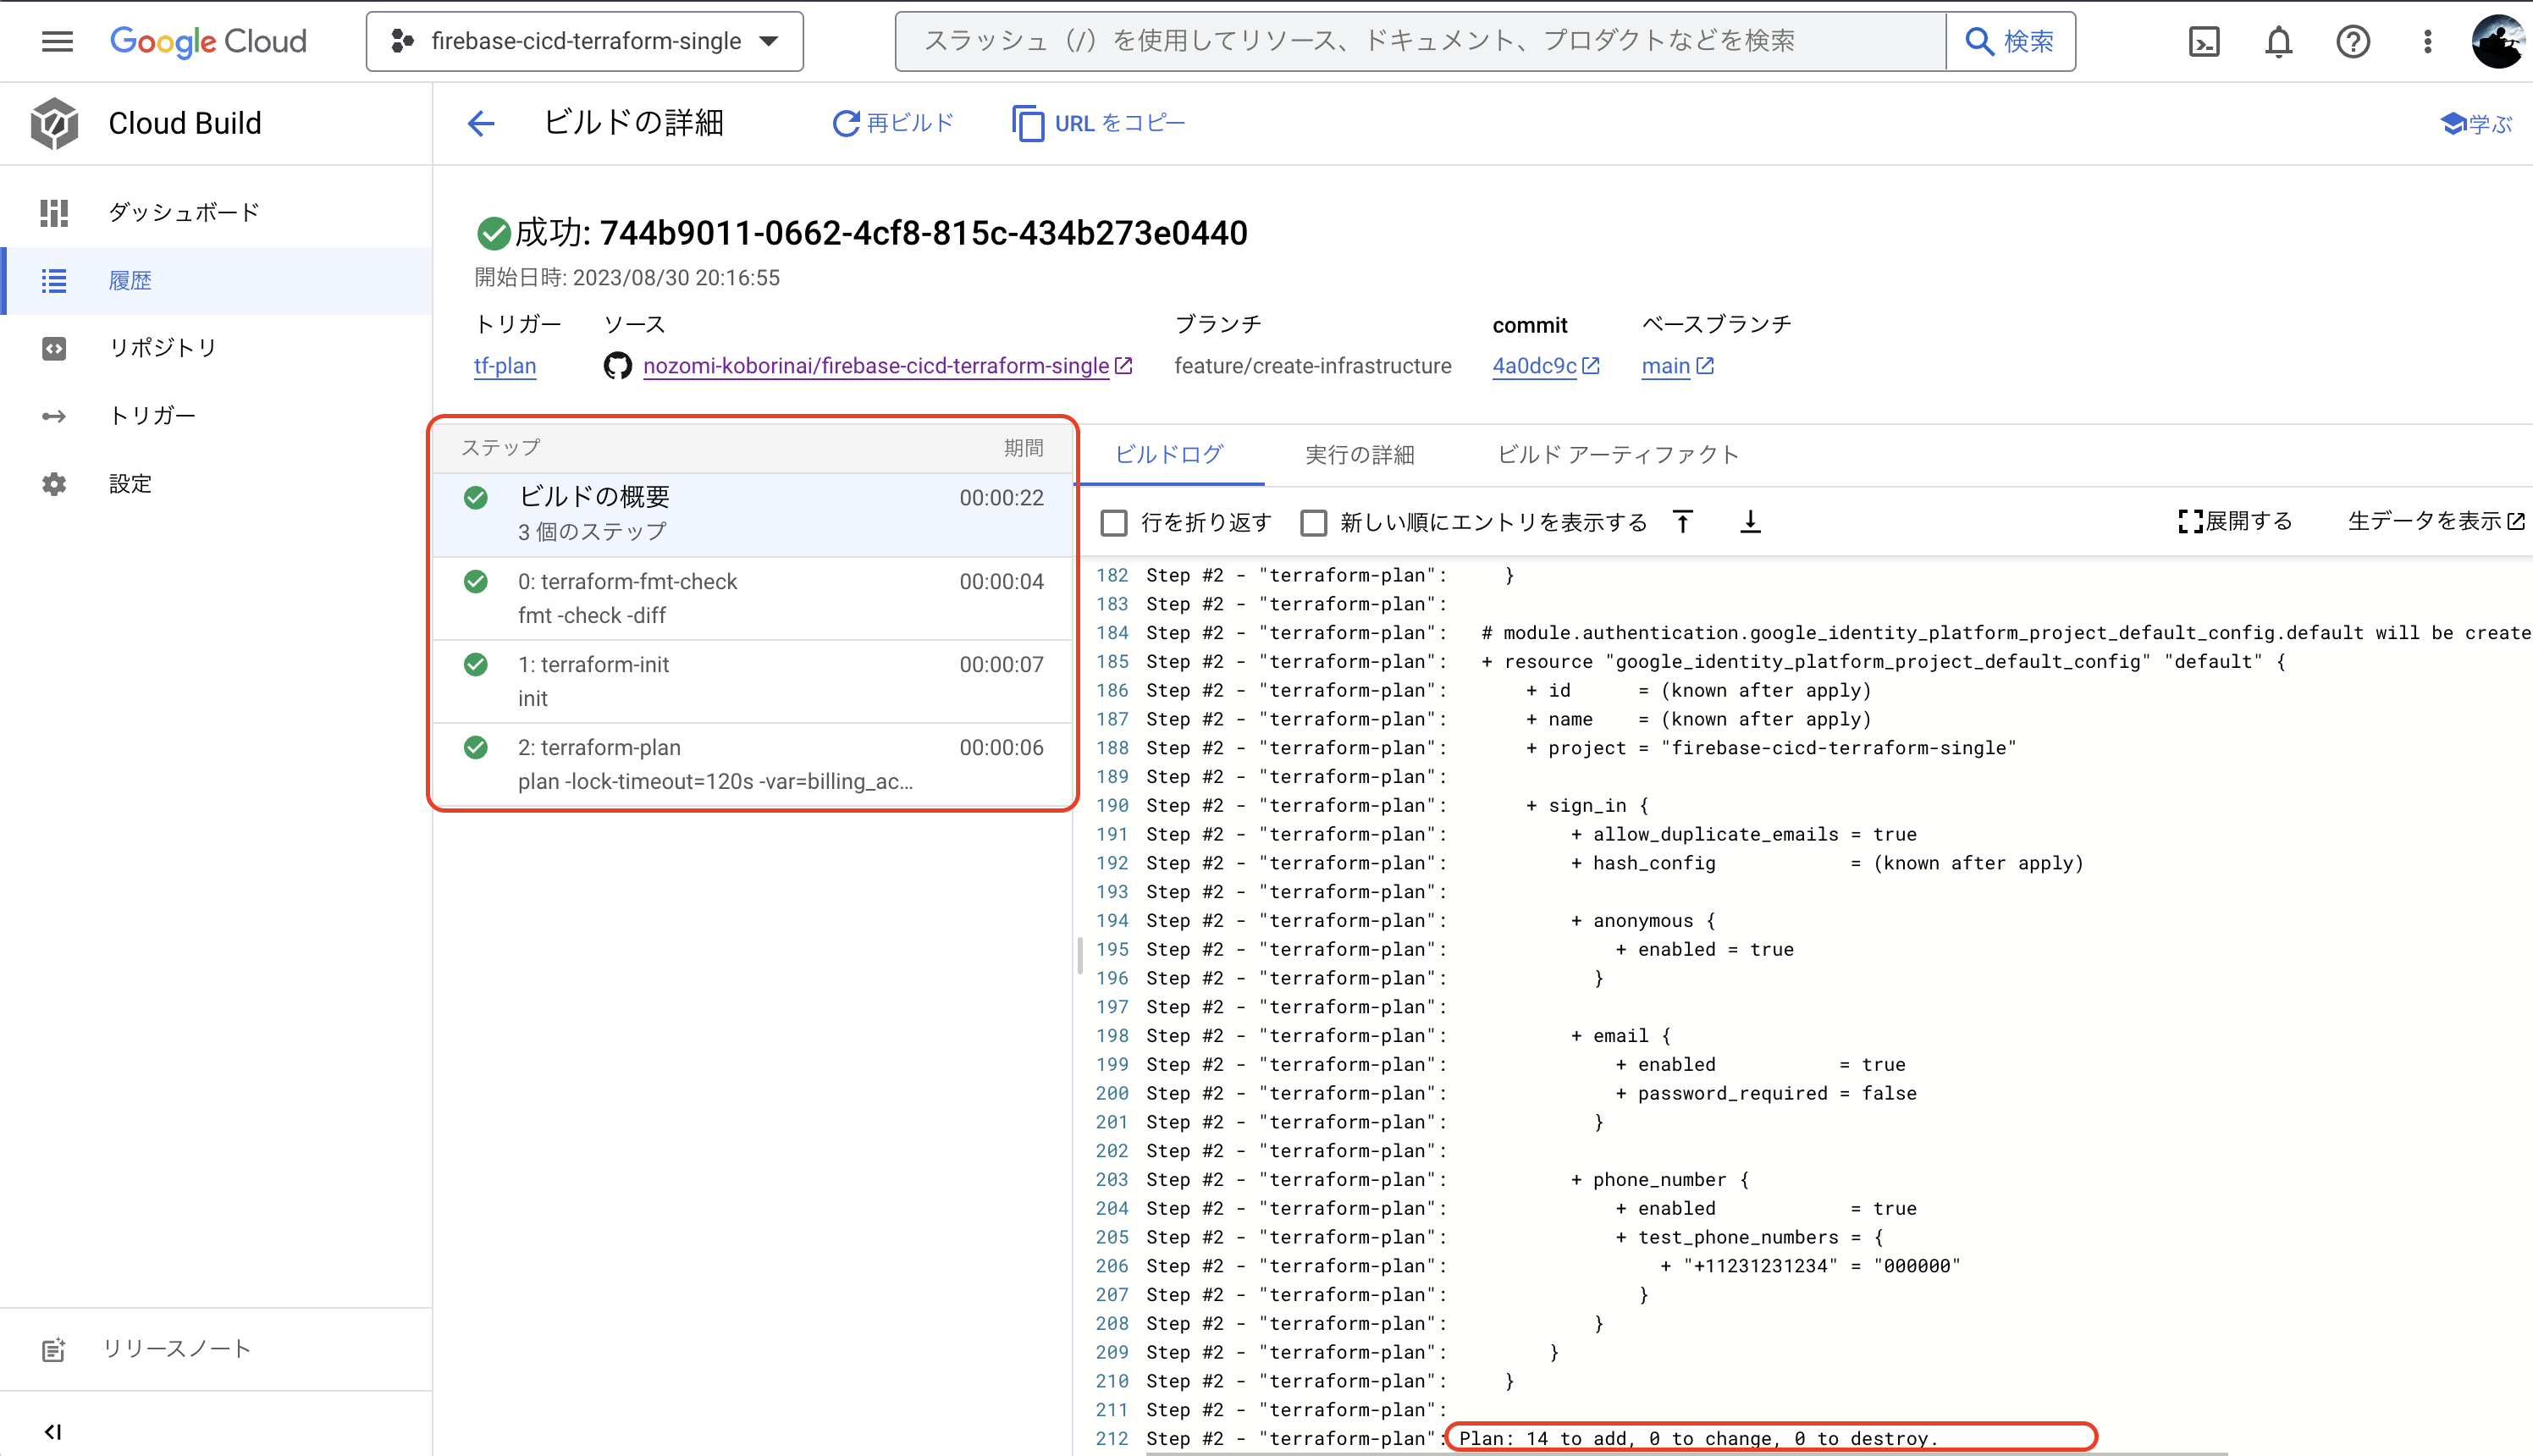 Google Cloud
firebase-cicd-terraform-single
スラッシュ（/）を使用してリソース、ドキュメント、プロダクトなどを検索
検索
Cloud Build
ビルドの詳細
再ビルド
URL をコピー
学ぶ
ダッシュボード
履歴
リポジトリ
トリガー
設定
リリースノート
成功: 744b9011-0662-4cf8-815c-434b273e0440
開始日時: 2023/08/30 20:16:55
トリガー ソース ブランチ commit ベースブランチ
tf-plan nozomi-koborinai/firebase-cicd-terraform-single feature/create-infrastructure 4a0dc9c main
ステップ 期間
ビルドの概要 00:00:22
3 個のステップ
0: terraform-fmt-check 00:00:04
fmt -check -diff
1: terraform-init 00:00:07
init
2: terraform-plan 00:00:06
plan -lock-timeout=120s -var=billing_ac...
ビルドログ 実行の詳細 ビルド アーティファクト
行を折り返す 新しい順にエントリを表示する 展開する 生データを表示
182 Step #2 - "terraform-plan": }
183 Step #2 - "terraform-plan":
184 Step #2 - "terraform-plan": # module.authentication.google_identity_platform_project_default_config.default will be create
185 Step #2 - "terraform-plan": + resource "google_identity_platform_project_default_config" "default" {
186 Step #2 - "terraform-plan": + id = (known after apply)
187 Step #2 - "terraform-plan": + name = (known after apply)
188 Step #2 - "terraform-plan": + project = "firebase-cicd-terraform-single"
189 Step #2 - "terraform-plan":
190 Step #2 - "terraform-plan": + sign_in {
191 Step #2 - "terraform-plan": + allow_duplicate_emails = true
192 Step #2 - "terraform-plan": + hash_config = (known after apply)
193 Step #2 - "terraform-plan":
194 Step #2 - "terraform-plan": + anonymous {
195 Step #2 - "terraform-plan": + enabled = true
196 Step #2 - "terraform-plan": }
197 Step #2 - "terraform-plan":
198 Step #2 - "terraform-plan": + email {
199 Step #2 - "terraform-plan": + enabled = true
200 Step #2 - "terraform-plan": + password_required = false
201 Step #2 - "terraform-plan": }
202 Step #2 - "terraform-plan":
203 Step #2 - "terraform-plan": + phone_number {
204 Step #2 - "terraform-plan": + enabled = true
205 Step #2 - "terraform-plan": + test_phone_numbers = {
206 Step #2 - "terraform-plan": + "+11231231234" = "000000"
207 Step #2 - "terraform-plan": }
208 Step #2 - "terraform-plan": }
209 Step #2 - "terraform-plan": }
210 Step #2 - "terraform-plan": }
211 Step #2 - "terraform-plan":
212 Step #2 - "terraform-plan": Plan: 14 to add, 0 to change, 0 to destroy.